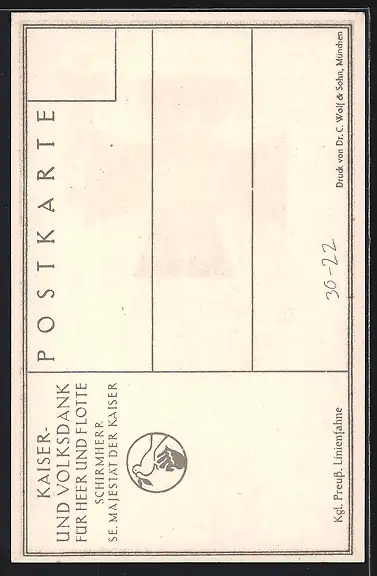 POSTKARTE
KAISER-
UND VOLKSDANK
FÜR HEER UND FLOTTE
SCHIRMHERR
SE. MAJESTÄT DER KAISER
Kgl. Preuß. Linienfahne
Druck von Dr. C. Wolf & Sohn, München
30-22